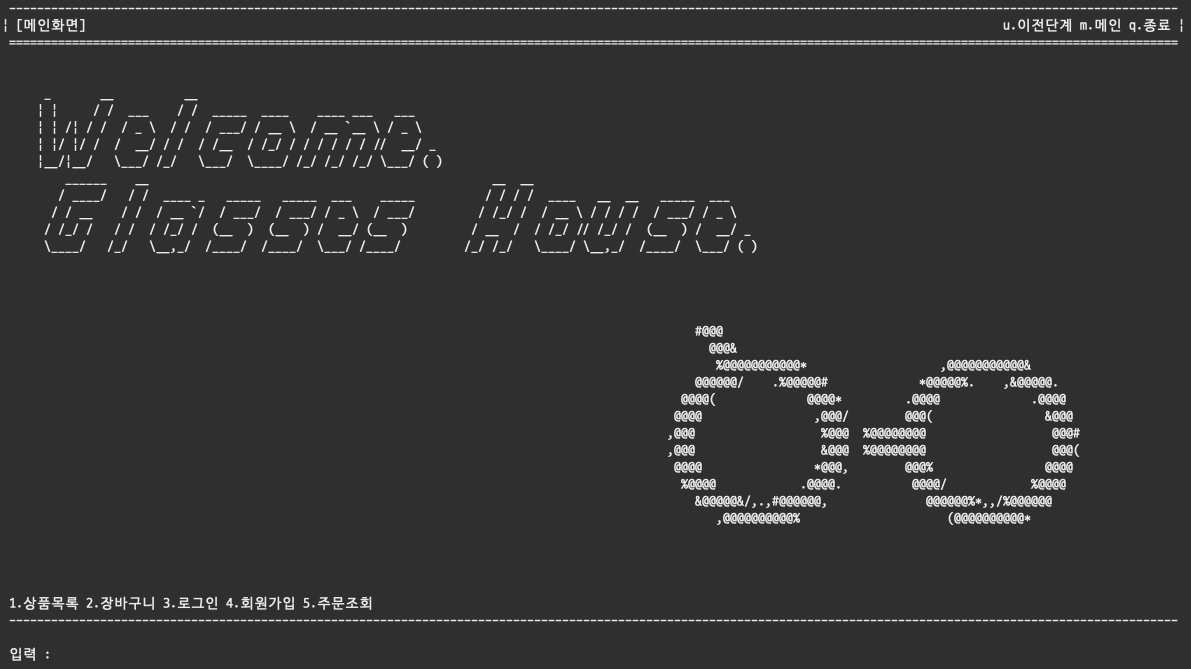 [메인화면] u.이전단계 m.메인 q.종료
Welcome.
Glasses House.
1.상품목록 2.장바구니 3.로그인 4.회원가입 5.주문조회
입력 :